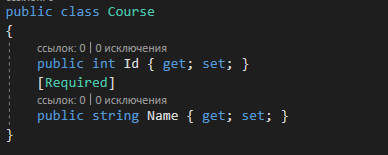 public class Course
{
ссылок: 0 | 0 исключения
public int Id { get; set; }
[Required]
ссылок: 0 | 0 исключения
public string Name { get; set; }
}